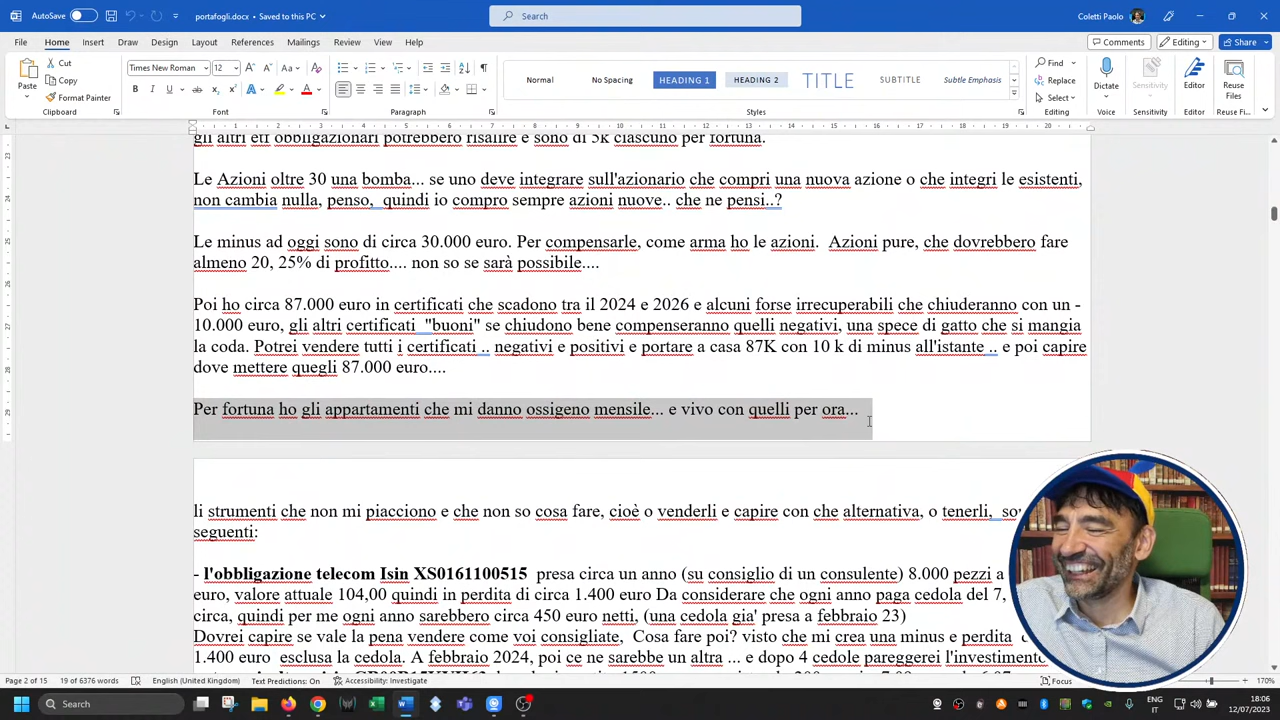 AutoSave Off portafogli.docx • Saved to this PC Search Coletti Paolo
File Home Insert Draw Design Layout References Mailings Review View Help Comments Editing Share
Paste Cut Copy Format Painter Clipboard
Times New Roman 12 Font
Paragraph
Normal No Spacing HEADING 1 HEADING 2 TITLE SUBTITLE Subtle Emphasis Styles
Find Replace Select Editing
Dictate Voice Sensitivity Sensitivity Editor Editor Reuse Files Reuse Fi...
gli altri etf obbligazionari potrebbero risalire e sono di 5k ciascuno per fortuna.
Le Azioni oltre 30 una bomba... se uno deve integrare sull'azionario che compri una nuova azione o che integri le esistenti,
non cambia nulla, penso, quindi io compro sempre azioni nuove.. che ne pensi..?
Le minus ad oggi sono di circa 30.000 euro. Per compensarle, come arma ho le azioni. Azioni pure, che dovrebbero fare
almeno 20, 25% di profitto.... non so se sarà possibile....
Poi ho circa 87.000 euro in certificati che scadono tra il 2024 e 2026 e alcuni forse irrecuperabili che chiuderanno con un -
10.000 euro, gli altri certificati "buoni" se chiudono bene compenseranno quelli negativi, una spece di gatto che si mangia
la coda. Potrei vendere tutti i certificati .. negativi e positivi e portare a casa 87K con 10 k di minus all'istante .. e poi capire
dove mettere quegli 87.000 euro....
Per fortuna ho gli appartamenti che mi danno ossigeno mensile... e vivo con quelli per ora...
li strumenti che non mi piacciono e che non so cosa fare, cioè o venderli e capire con che alternativa, o tenerli,
seguenti:
- l'obbligazione telecom Isin XS0161100515 presa circa un anno (su consiglio di un consulente) 8.000 pezzi a
euro, valore attuale 104,00 quindi in perdita di circa 1.400 euro Da considerare che ogni anno paga cedola del 7,
circa, quindi per me ogni anno sarebbero circa 450 euro netti, (una cedola gia' presa a febbraio 23)
Dovrei capire se vale la pena vendere come voi consigliate, Cosa fare poi? visto che mi crea una minus e perdita
1.400 euro esclusa la cedola. A febbraio 2024, poi ce ne sarebbe un altra ... e dopo 4 cedole pareggerei l'investimento
Page 2 of 15 19 of 6376 words English (United Kingdom) Text Predictions: On Accessibility: Investigate Focus 170%
Search ENG IT 18:06 12/07/2023